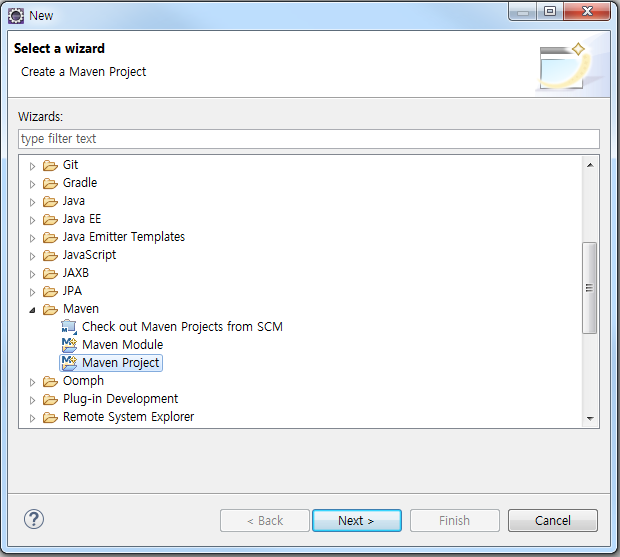 New
Select a wizard
Create a Maven Project
Wizards:
type filter text
Git
Gradle
Java
Java EE
Java Emitter Templates
JavaScript
JAXB
JPA
Maven
Check out Maven Projects from SCM
Maven Module
Maven Project
Oomph
Plug-in Development
Remote System Explorer
? < Back Next > Finish Cancel